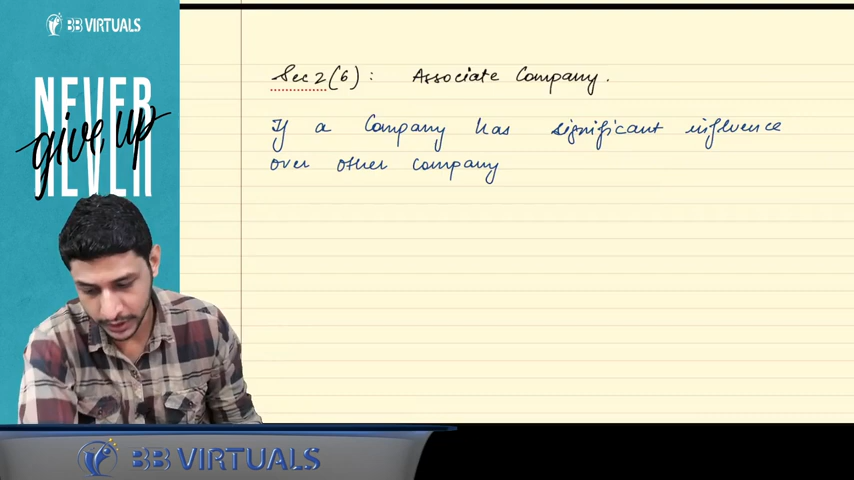 BB VIRTUALS
NEVER
give up
NEVER
Sec 2(6) : Associate Company.
If a Company has significant influence
over other company
BB VIRTUALS